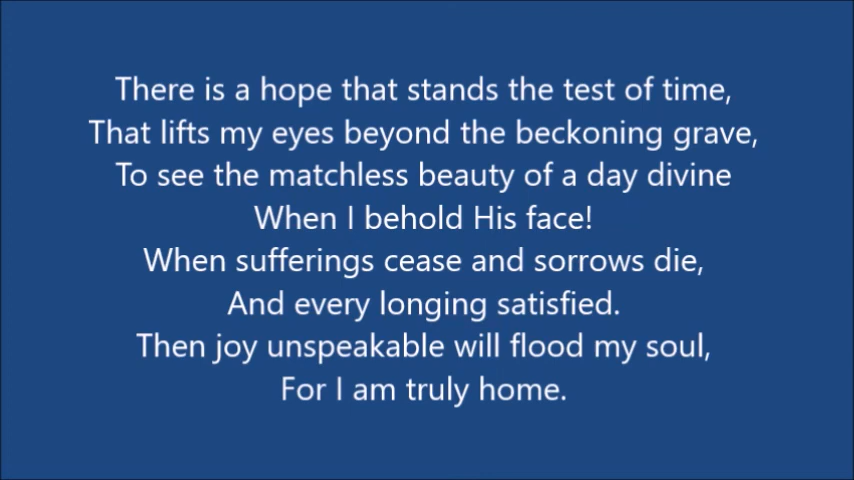 There is a hope that stands the test of time,
That lifts my eyes beyond the beckoning grave,
To see the matchless beauty of a day divine
When I behold His face!
When sufferings cease and sorrows die,
And every longing satisfied.
Then joy unspeakable will flood my soul,
For I am truly home.